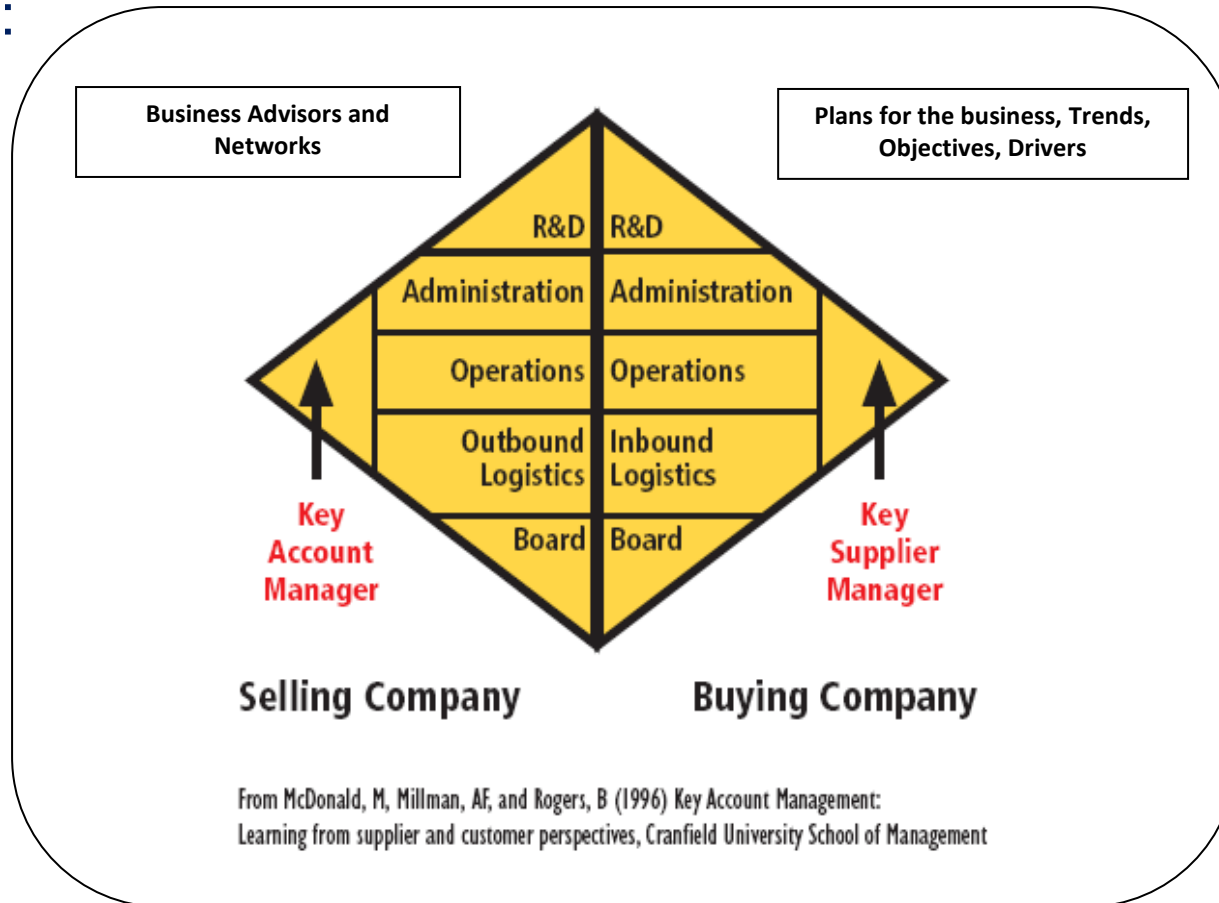 Business Advisors and
Networks
Plans for the business, Trends,
Objectives, Drivers
R&D R&D
Administration Administration
Operations Operations
Outbound Inbound
Logistics Logistics
Board Board
Key
Account
Manager
Key
Supplier
Manager
Selling Company Buying Company
From McDonald, M, Millman, AF, and Rogers, B (1996) Key Account Management:
Learning from supplier and customer perspectives, Cranfield University School of Management